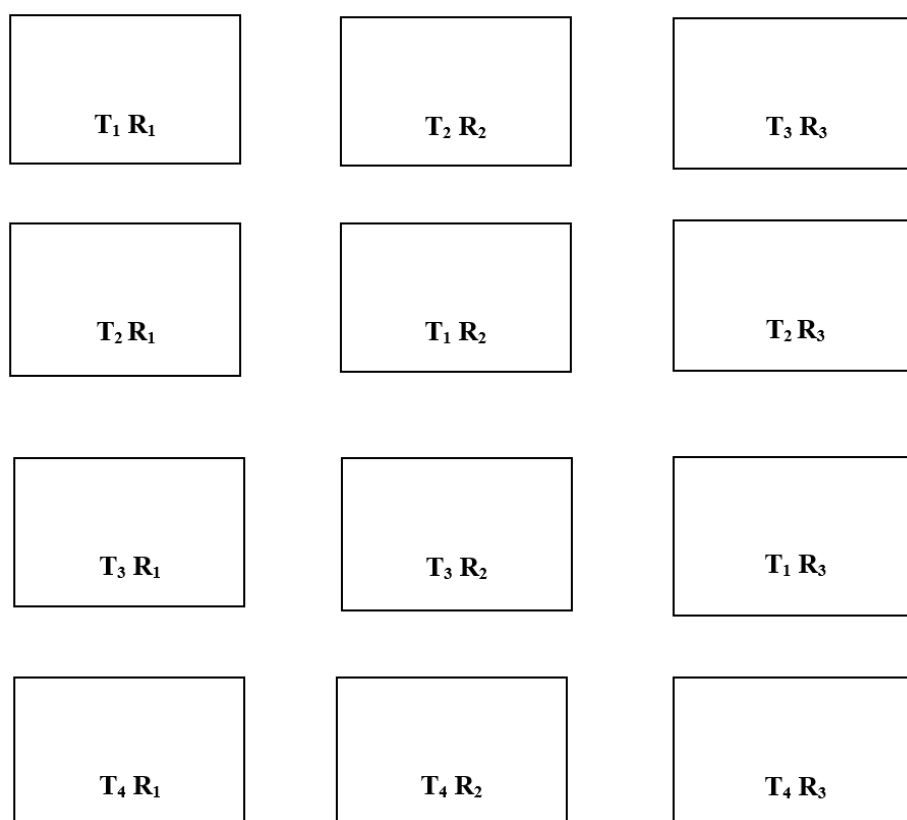 T₁ R₁
T₂ R₂
T₃ R₃
T₂ R₁
T₁ R₂
T₂ R₃
T₃ R₁
T₃ R₂
T₁ R₃
T₄ R₁
T₄ R₂
T₄ R₃